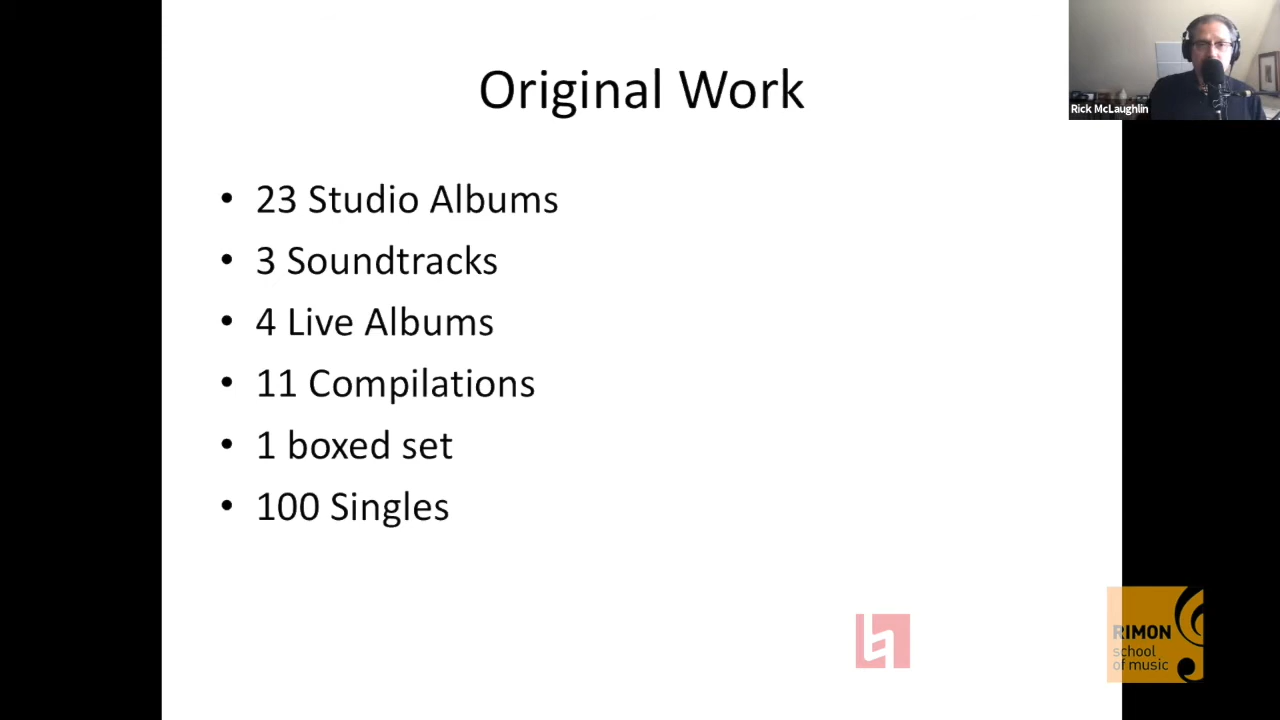 Original Work
Rick McLaughlin
• 23 Studio Albums
• 3 Soundtracks
• 4 Live Albums
• 11 Compilations
• 1 boxed set
• 100 Singles
RIMON
school
of music